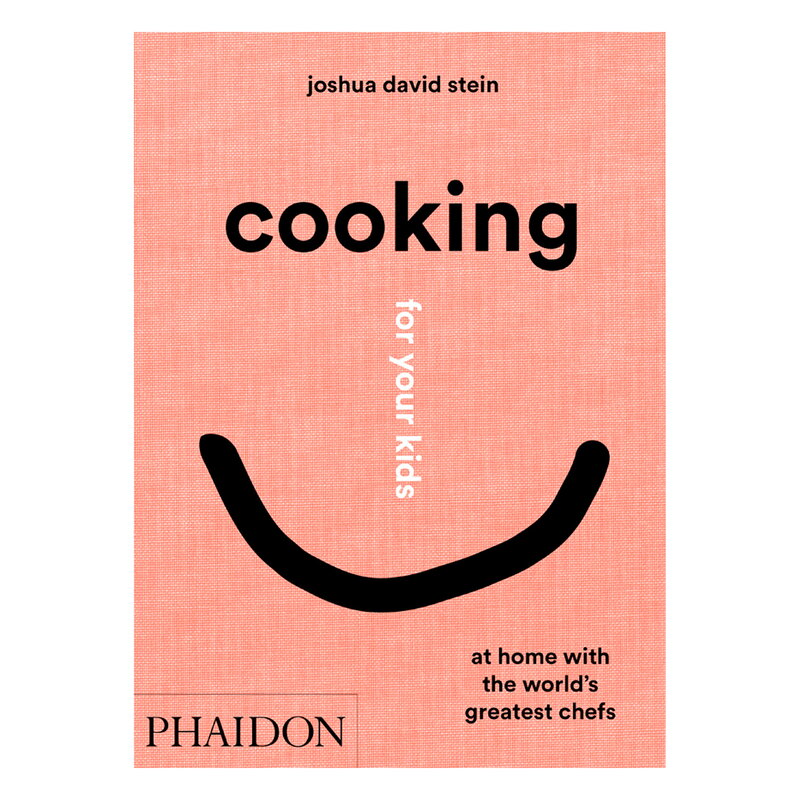 joshua david stein
cooking
for your kids
at home with
the world's
greatest chefs
PHAIDON